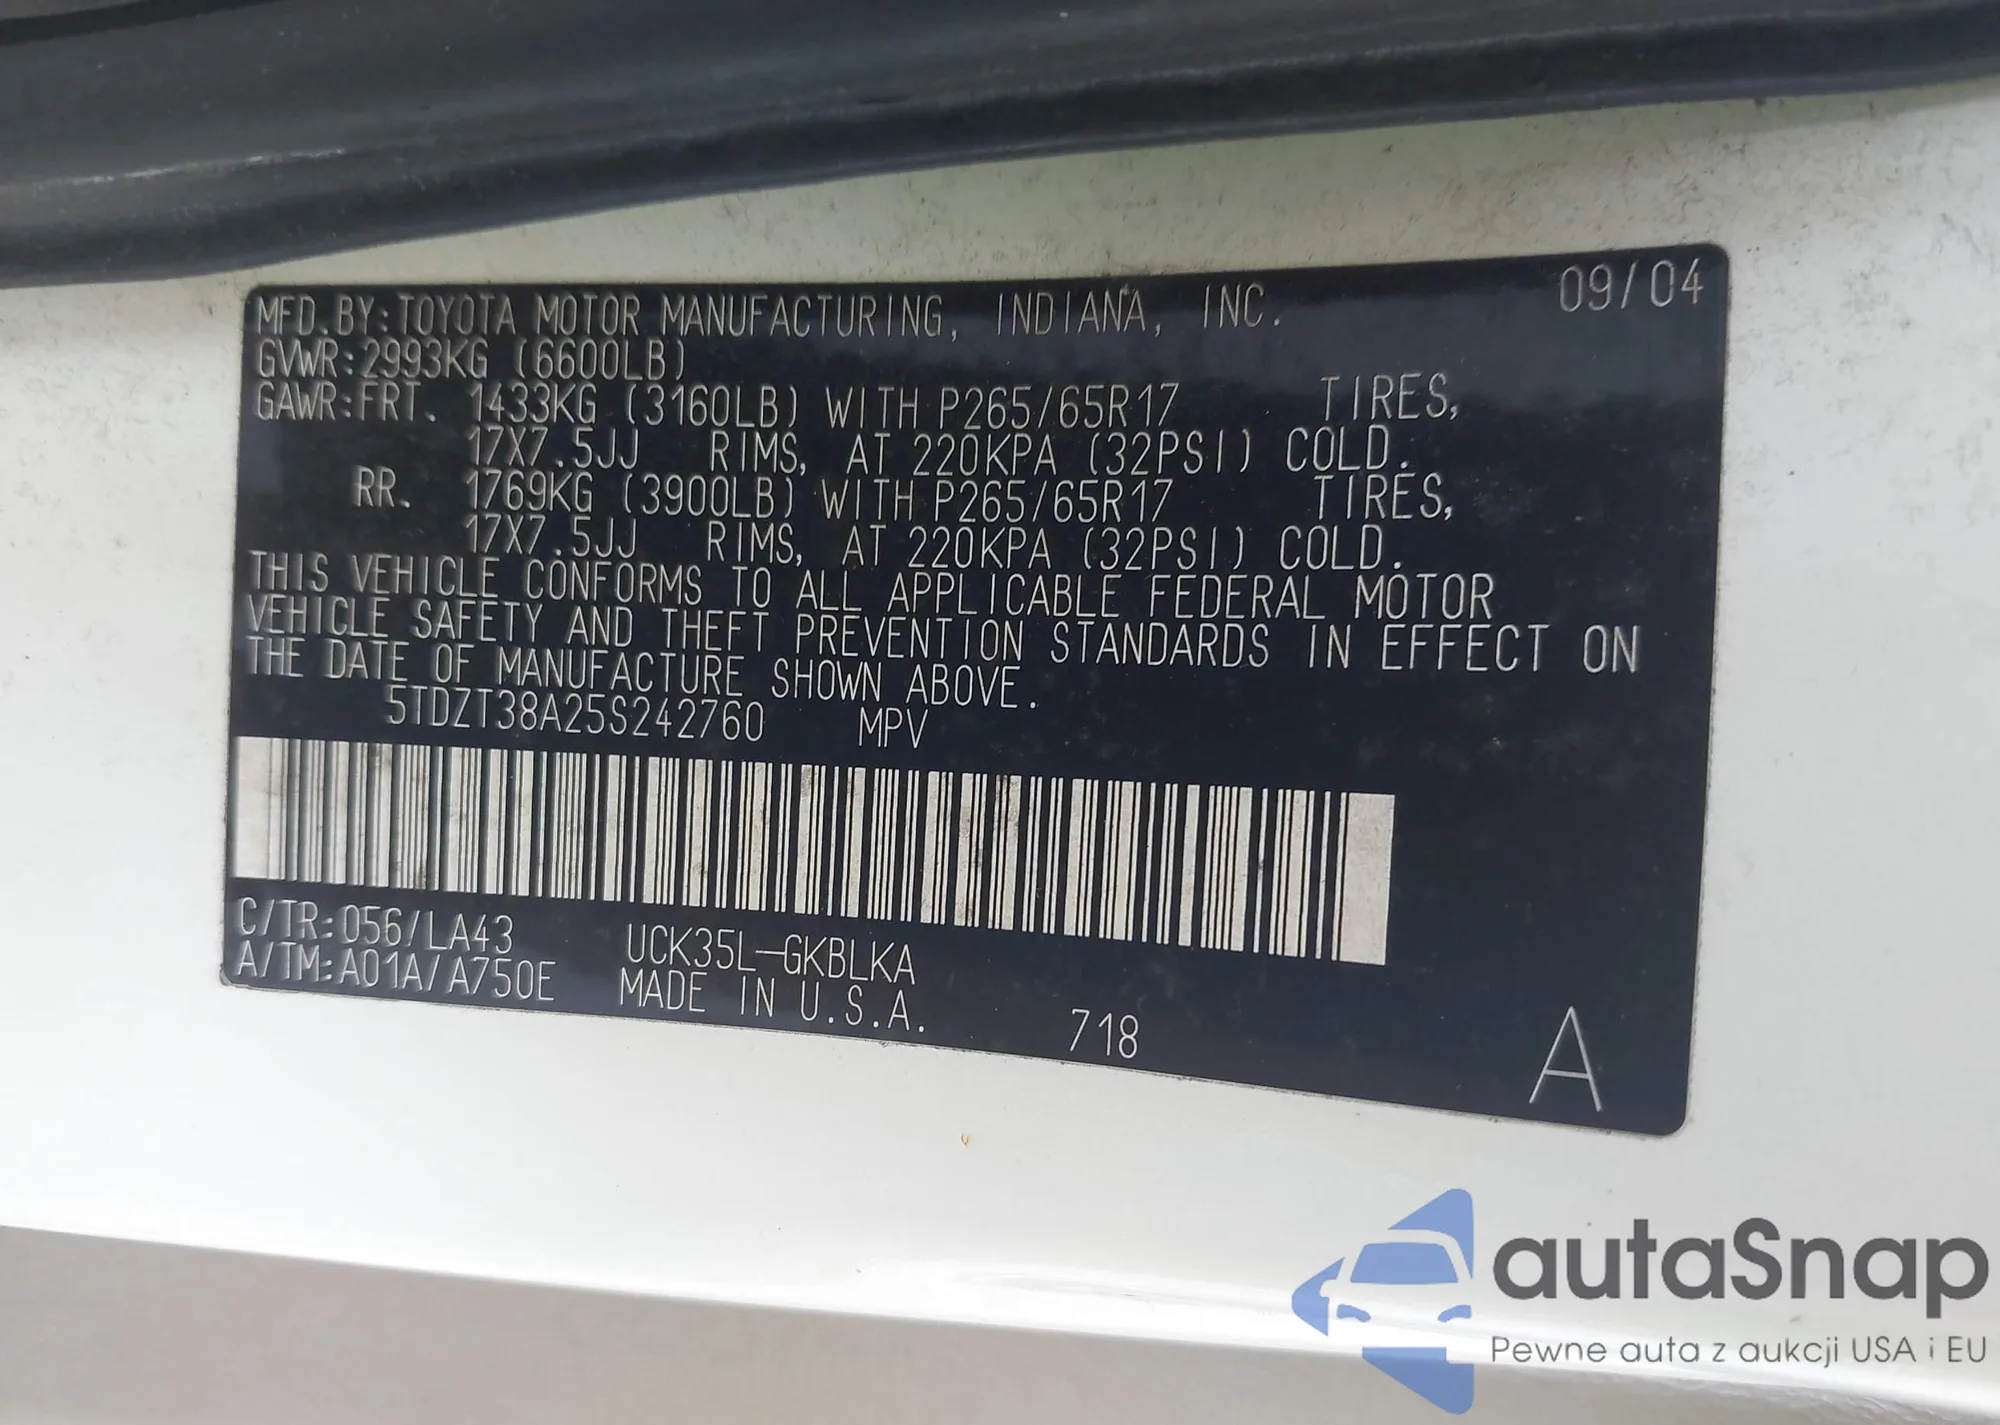 09/04
MFD.BY:TOYOTA MOTOR MANUFACTURING, INDIANA, INC.
GVWR:2993KG (6600LB)
GAWR:FRT. 1433KG (3160LB) WITH P265/65R17 TIRES,
17X7.5JJ RIMS, AT 220KPA (32PSI) COLD.
RR. 1769KG (3900LB) WITH P265/65R17 TIRES,
17X7.5JJ RIMS, AT 220KPA (32PSI) COLD.
THIS VEHICLE CONFORMS TO ALL APPLICABLE FEDERAL MOTOR
VEHICLE SAFETY AND THEFT PREVENTION STANDARDS IN EFFECT ON
THE DATE OF MANUFACTURE SHOWN ABOVE.
5TDZT38A25S242760 MPV
C/TR:056/LA43 UCK35L-GKBLKA
A/TM:A01A/A750E MADE IN U.S.A. 718 A
autaSnap
Pewne auta z aukcji USA i EU